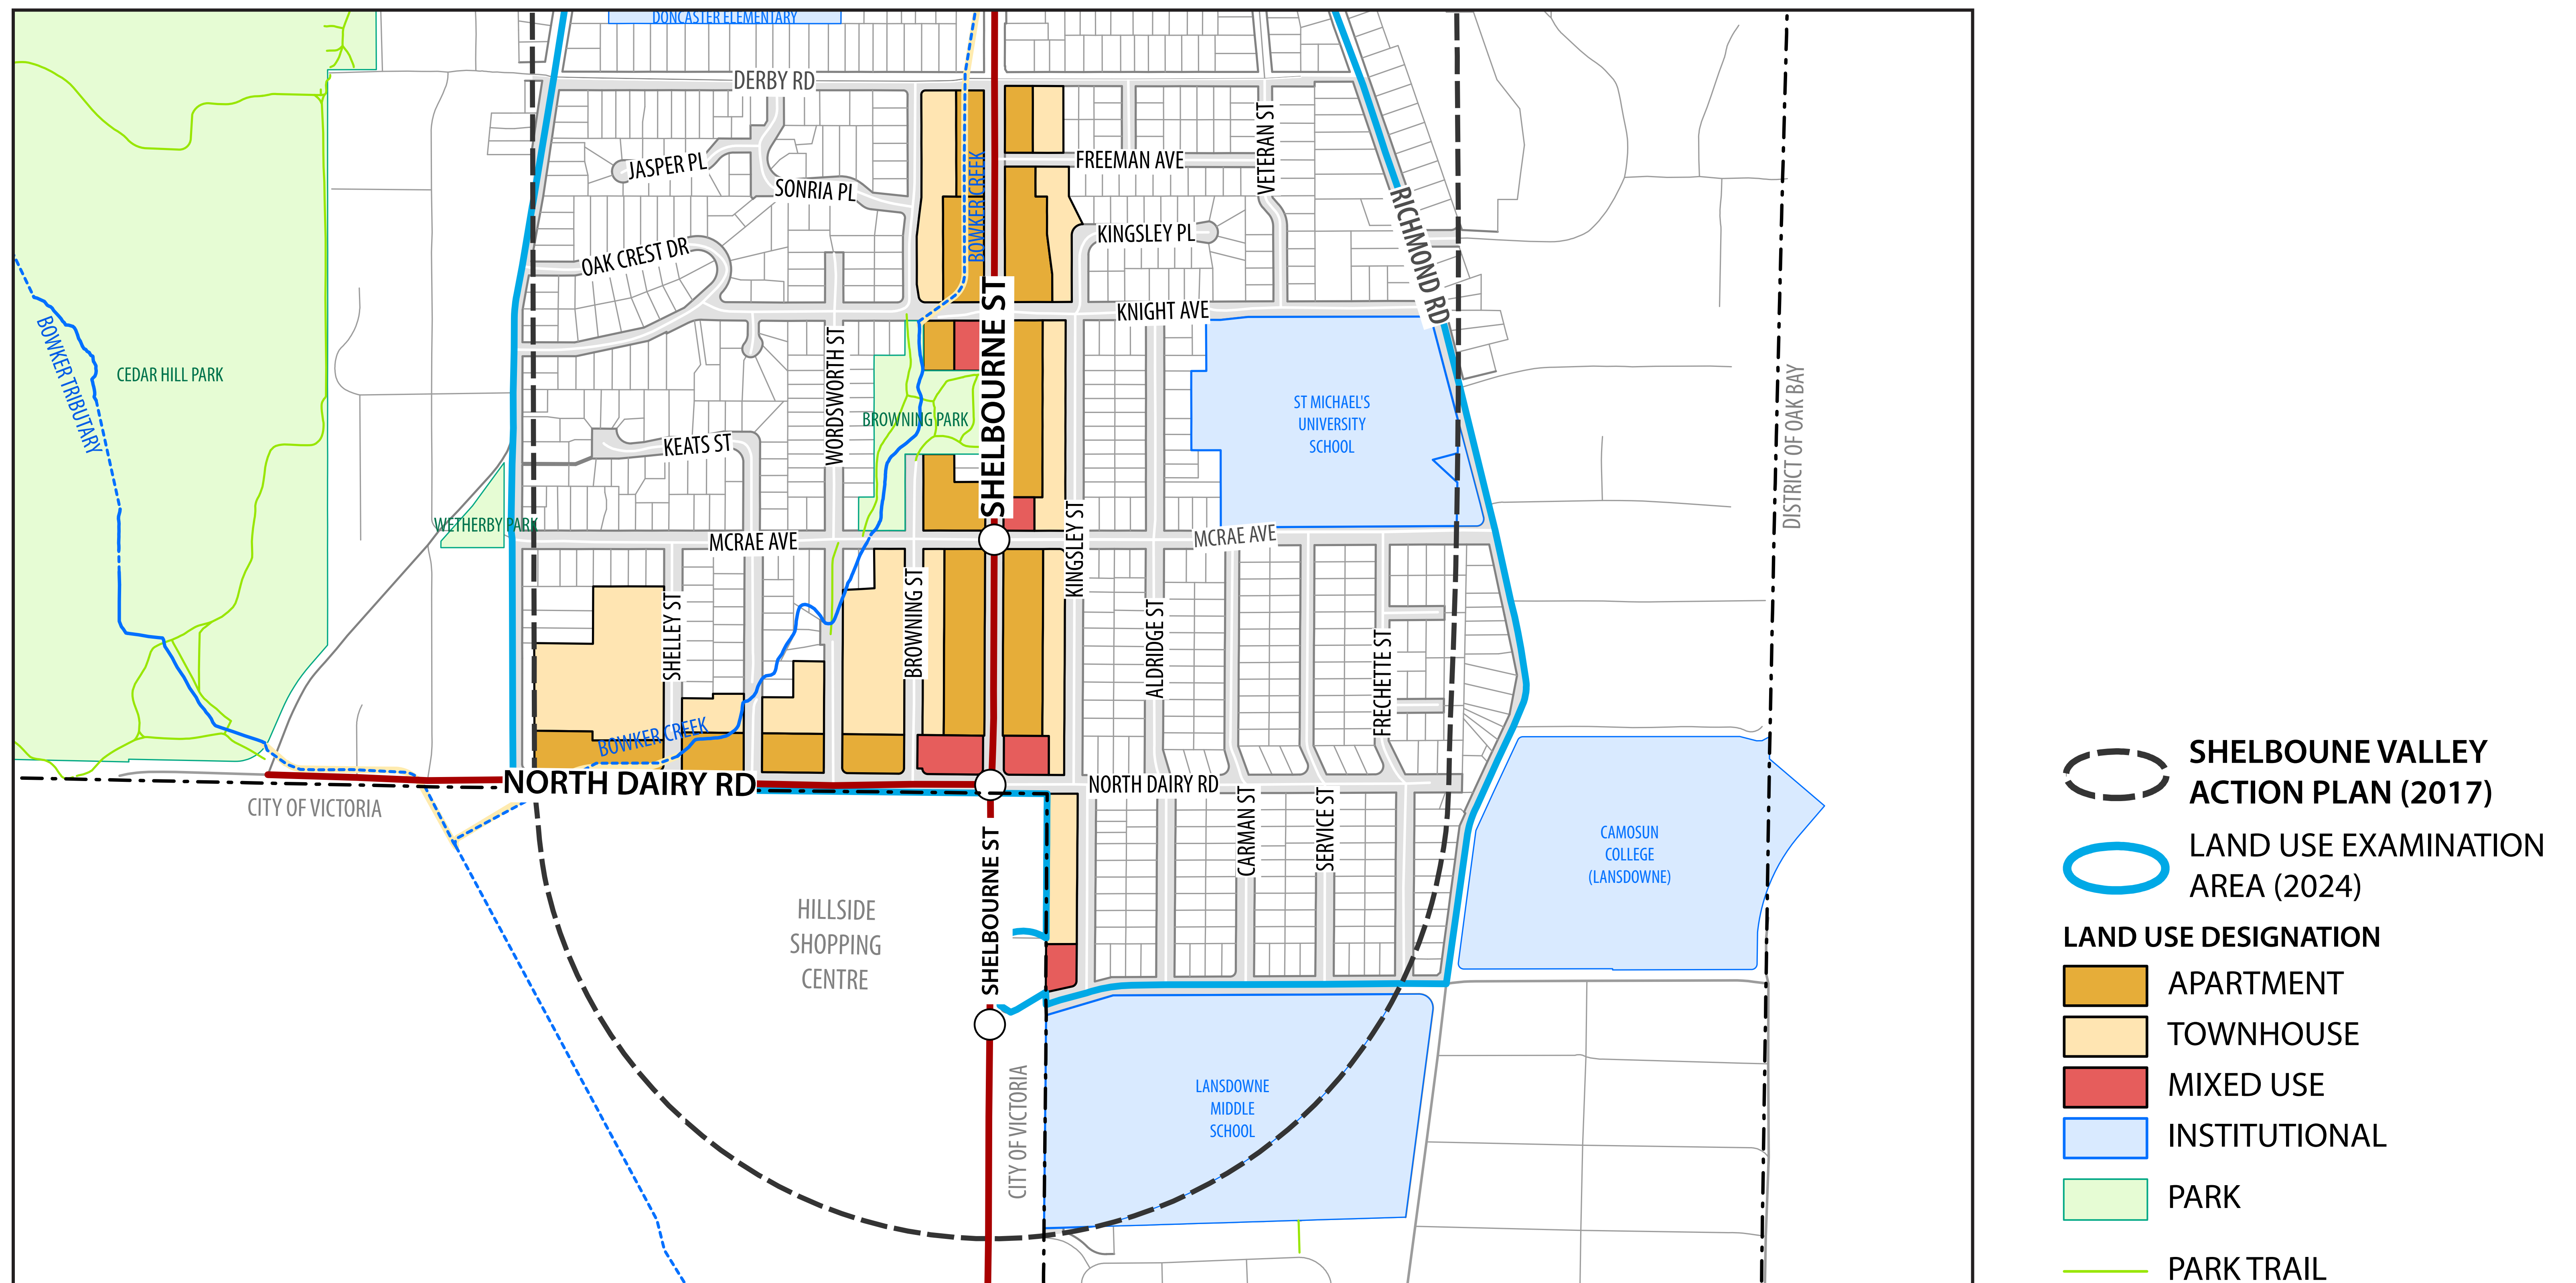 DONCASTER ELEMENTARY
DERBY RD
JASPER PL
SONRIA PL
OAK CREST DR
BOWKER CREEK
FREEMAN AVE
VETERAN ST
KINGSLEY PL
RICHMOND RD
KNIGHT AVE
SHELBOURNE ST
BOWKER TRIBUTARY
CEDAR HILL PARK
WORDSWORTH ST
BROWNING PARK
KEATS ST
ST MICHAEL'S
UNIVERSITY
SCHOOL
DISTRICT OF OAK BAY
WETHERBY PARK
MCRAE AVE
MCRAE AVE
KINGSLEY ST
SHELLEY ST
BROWNING ST
ALDRIDGE ST
FRECHETTE ST
BOWKER CREEK
NORTH DAIRY RD
NORTH DAIRY RD
CITY OF VICTORIA
CARMAN ST
SERVICE ST
SHELBOURNE ST
HILLSIDE
SHOPPING
CENTRE
CAMOSUN
COLLEGE
(LANSDOWNE)
CITY OF VICTORIA
LANSDOWNE
MIDDLE
SCHOOL
SHELBOUNE VALLEY
ACTION PLAN (2017)
LAND USE EXAMINATION
AREA (2024)
LAND USE DESIGNATION
APARTMENT
TOWNHOUSE
MIXED USE
INSTITUTIONAL
PARK
PARK TRAIL